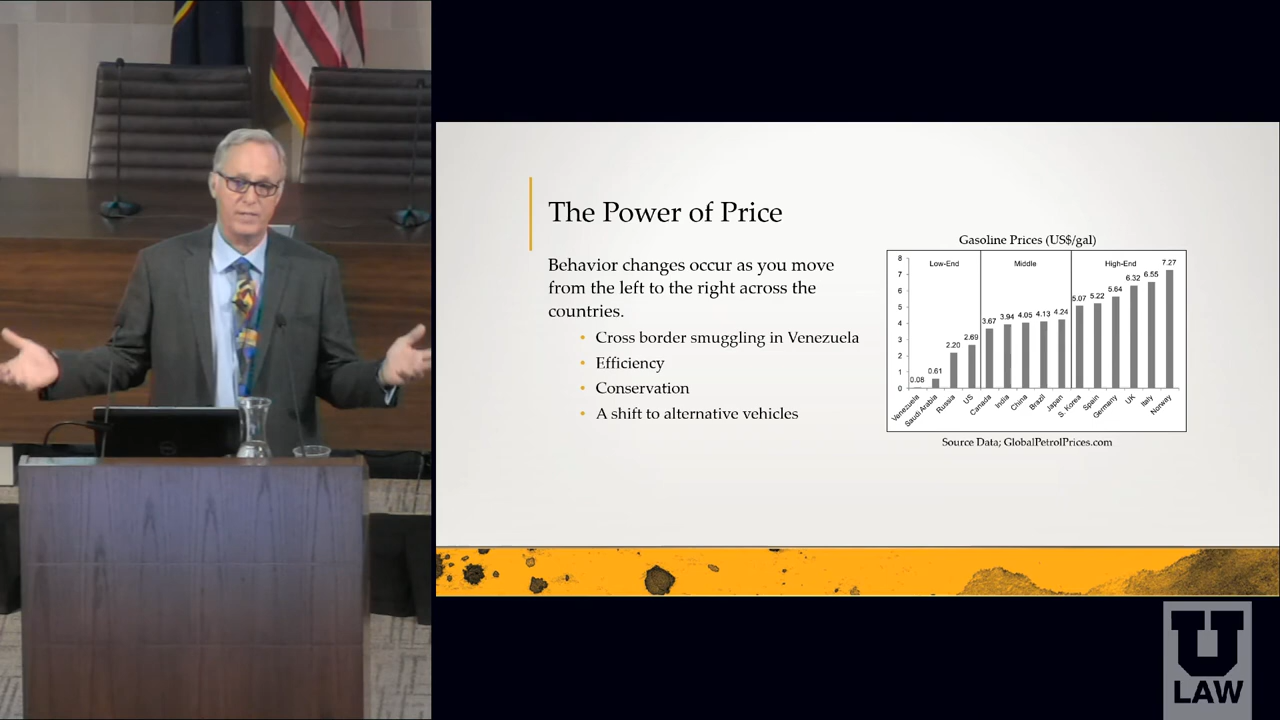 The Power of Price
Behavior changes occur as you move
from the left to the right across the
countries.
• Cross border smuggling in Venezuela
• Efficiency
• Conservation
• A shift to alternative vehicles
Gasoline Prices (US$/gal)
Low-End Middle High-End
8
7
6
5
4
3
2
1
0
0.08 0.61 2.20 2.69 3.67 3.94 4.05 4.13 4.24 5.07 5.22 5.64 6.32 6.55 7.27
Venezuela Saudi Arabia Russia US Canada India China Brazil Japan S. Korea Spain Germany UK Italy Norway
Source Data; GlobalPetrolPrices.com
U
LAW